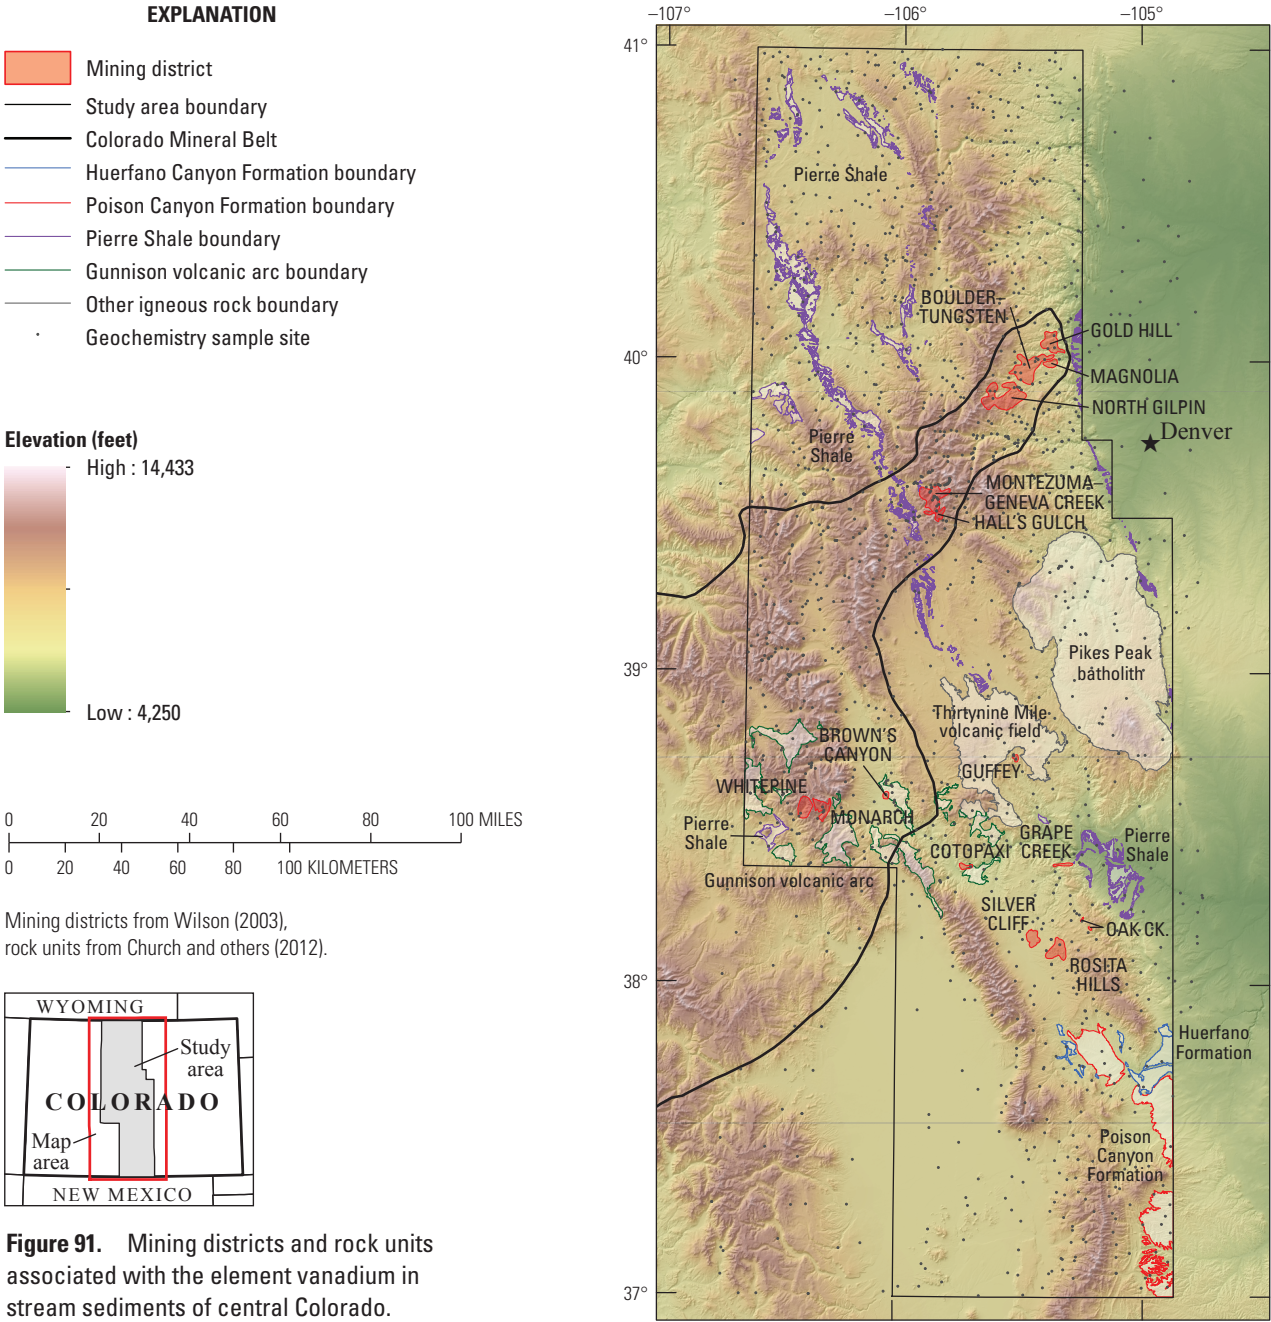 EXPLANATION
Mining district
Study area boundary
Colorado Mineral Belt
Huerfano Canyon Formation boundary
Poison Canyon Formation boundary
Pierre Shale boundary
Gunnison volcanic arc boundary
Other igneous rock boundary
Geochemistry sample site
Elevation (feet)
High : 14,433
Low : 4,250
0 20 40 60 80 100 MILES
0 20 40 60 80 100 KILOMETERS
Mining districts from Wilson (2003),
rock units from Church and others (2012).
WYOMING
Study
area
COLORADO
Map
area
NEW MEXICO
Figure 91. Mining districts and rock units
associated with the element vanadium in
stream sediments of central Colorado.
–107° –106° –105°
41°
40°
39°
38°
37°
Pierre Shale
BOULDER-
TUNGSTEN
GOLD HILL
MAGNOLIA
NORTH GILPIN
Denver
Pierre
Shale
MONTEZUMA–
GENEVA CREEK
HALL'S GULCH
Pikes Peak
batholith
Thirtynine Mile
volcanic field
BROWN'S
CANYON
GUFFEY
WHITEPINE
MONARCH
Pierre
Shale
GRAPE
CREEK
COTOPAXI
Pierre
Shale
Gunnison volcanic arc
SILVER
CLIFF
OAK CK.
ROSITA
HILLS
Huerfano
Formation
Poison
Canyon
Formation